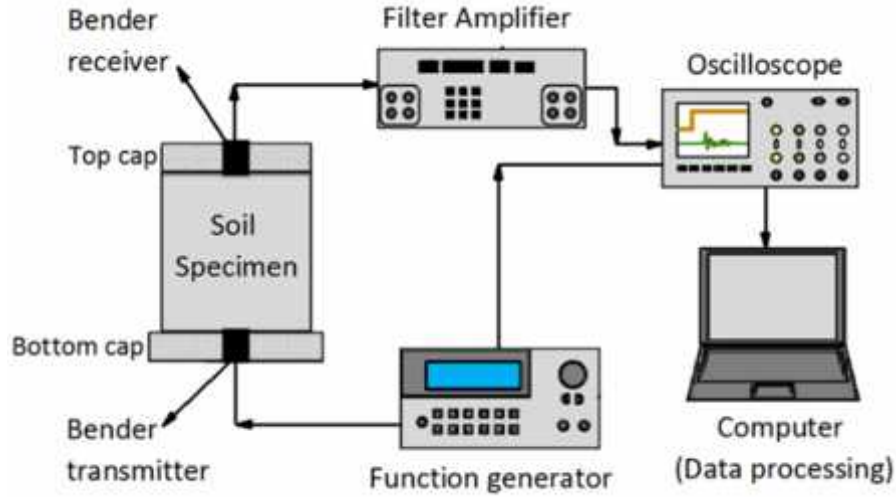 Bender
receiver
Filter Amplifier
Oscilloscope
Top cap
Soil
Specimen
Bottom cap
Bender
transmitter
Function generator
Computer
(Data processing)